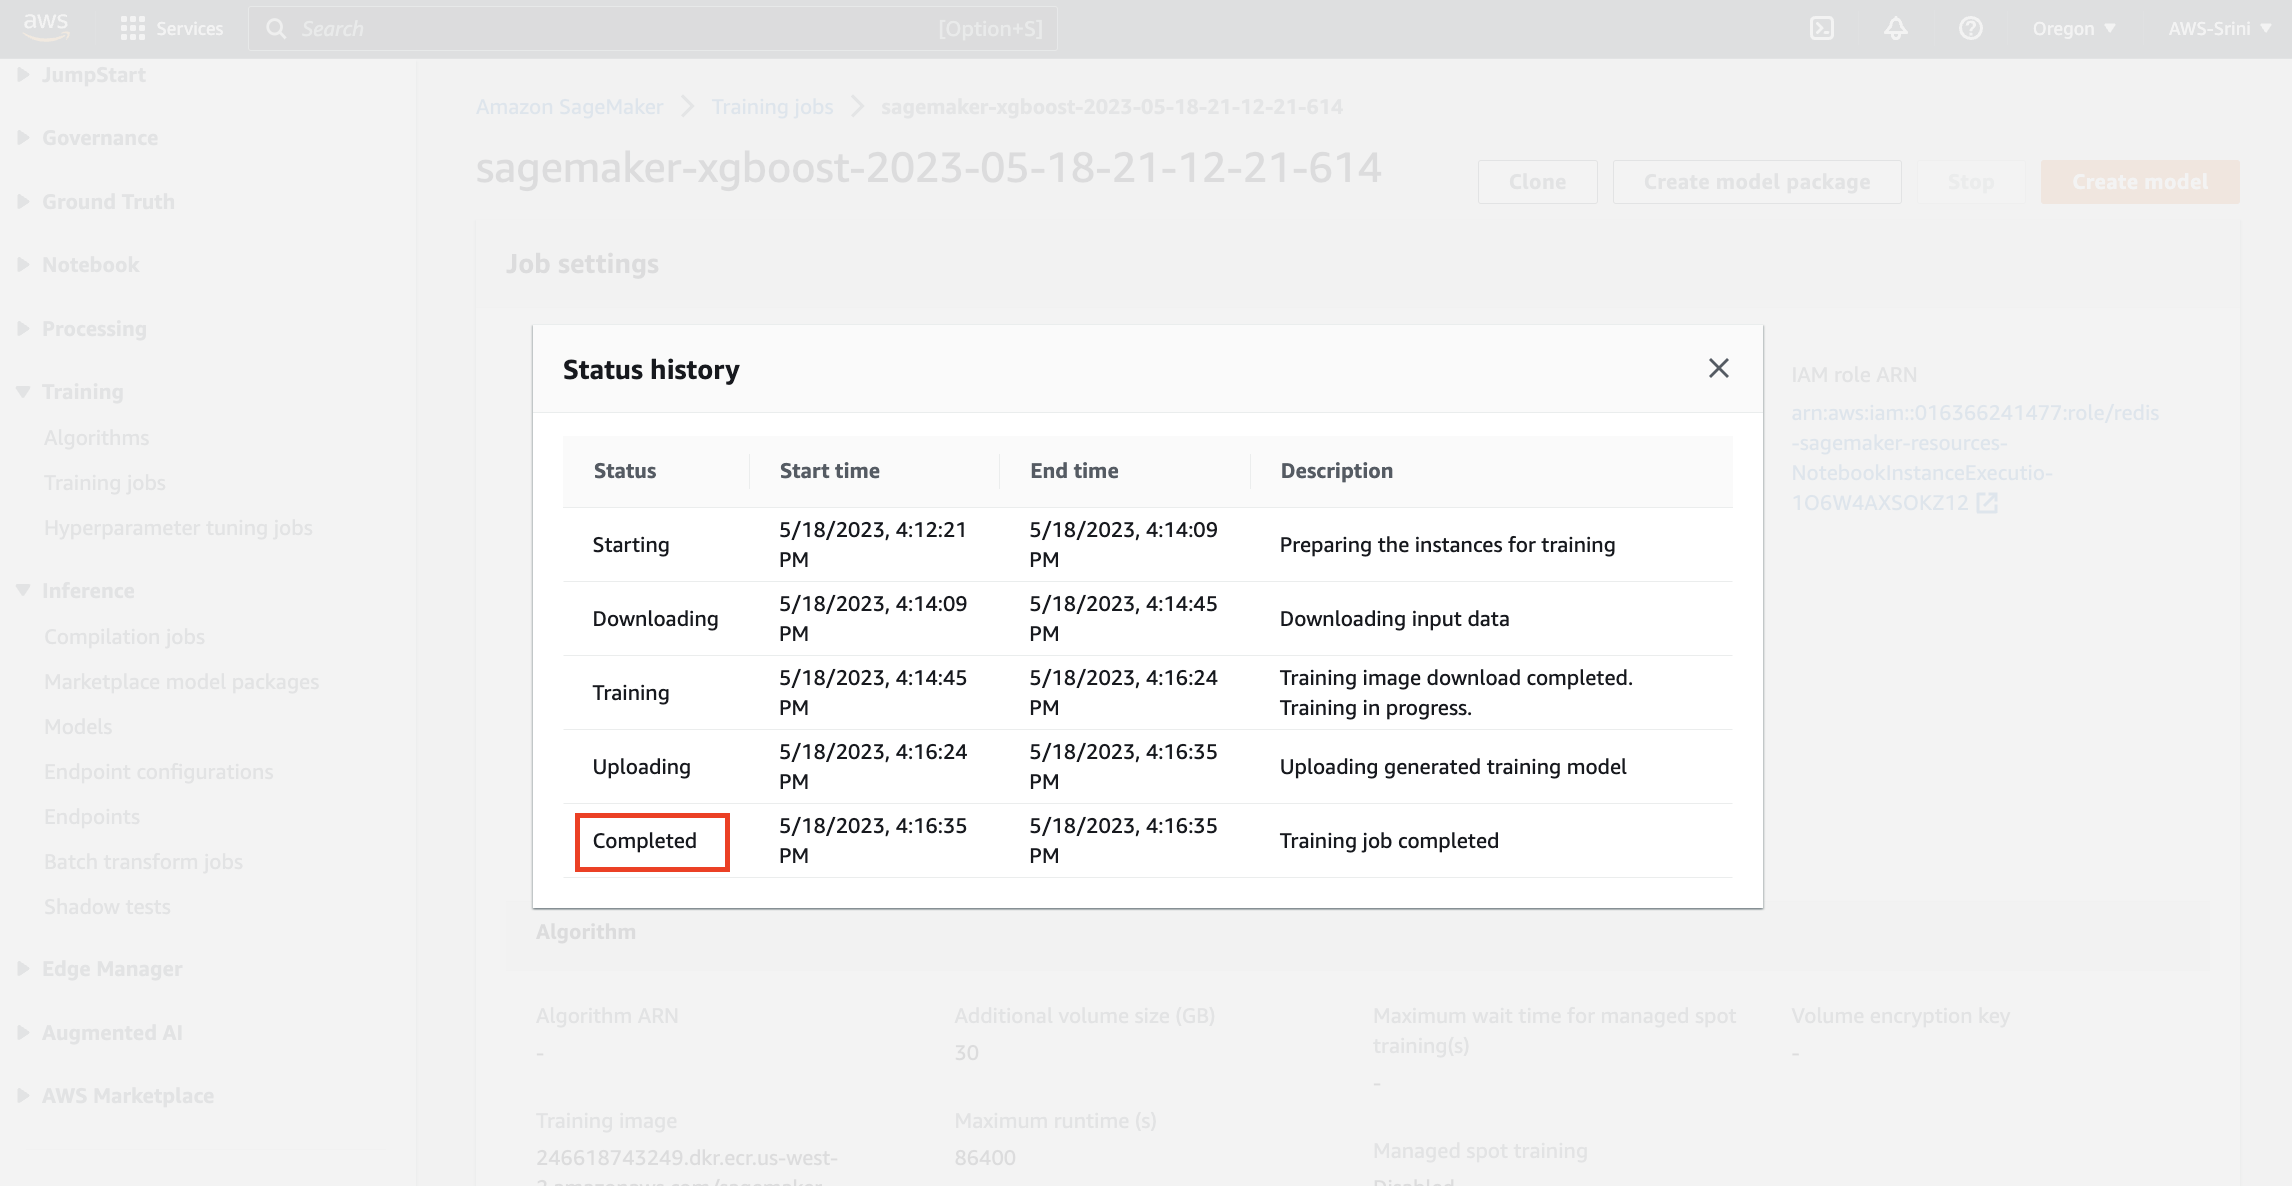 aws
Services
Search
[Option+S]
Oregon
AWS-Srini
JumpStart
Governance
Ground Truth
Notebook
Processing
Training
Algorithms
Training jobs
Hyperparameter tuning jobs
Inference
Compilation jobs
Marketplace model packages
Models
Endpoint configurations
Endpoints
Batch transform jobs
Shadow tests
Edge Manager
Augmented AI
AWS Marketplace
Amazon SageMaker
Training jobs
sagemaker-xgboost-2023-05-18-21-12-21-614
sagemaker-xgboost-2023-05-18-21-12-21-614
Clone
Create model package
Stop
Create model
Job settings
IAM role ARN
arn:aws:iam::016366241477:role/redis
-sagemaker-resources-
NotebookInstanceExecutio-
1O6W4AXSOKZ12
Status history
Status
Start time
End time
Description
Starting
5/18/2023, 4:12:21
PM
5/18/2023, 4:14:09
PM
Preparing the instances for training
Downloading
5/18/2023, 4:14:09
PM
5/18/2023, 4:14:45
PM
Downloading input data
Training
5/18/2023, 4:14:45
PM
5/18/2023, 4:16:24
PM
Training image download completed.
Training in progress.
Uploading
5/18/2023, 4:16:24
PM
5/18/2023, 4:16:35
PM
Uploading generated training model
Completed
5/18/2023, 4:16:35
PM
5/18/2023, 4:16:35
PM
Training job completed
Algorithm
Algorithm ARN
-
Additional volume size (GB)
30
Maximum wait time for managed spot
training(s)
-
Volume encryption key
-
Training image
246618743249.dkr.ecr.us-west-
Maximum runtime (s)
86400
Managed spot training